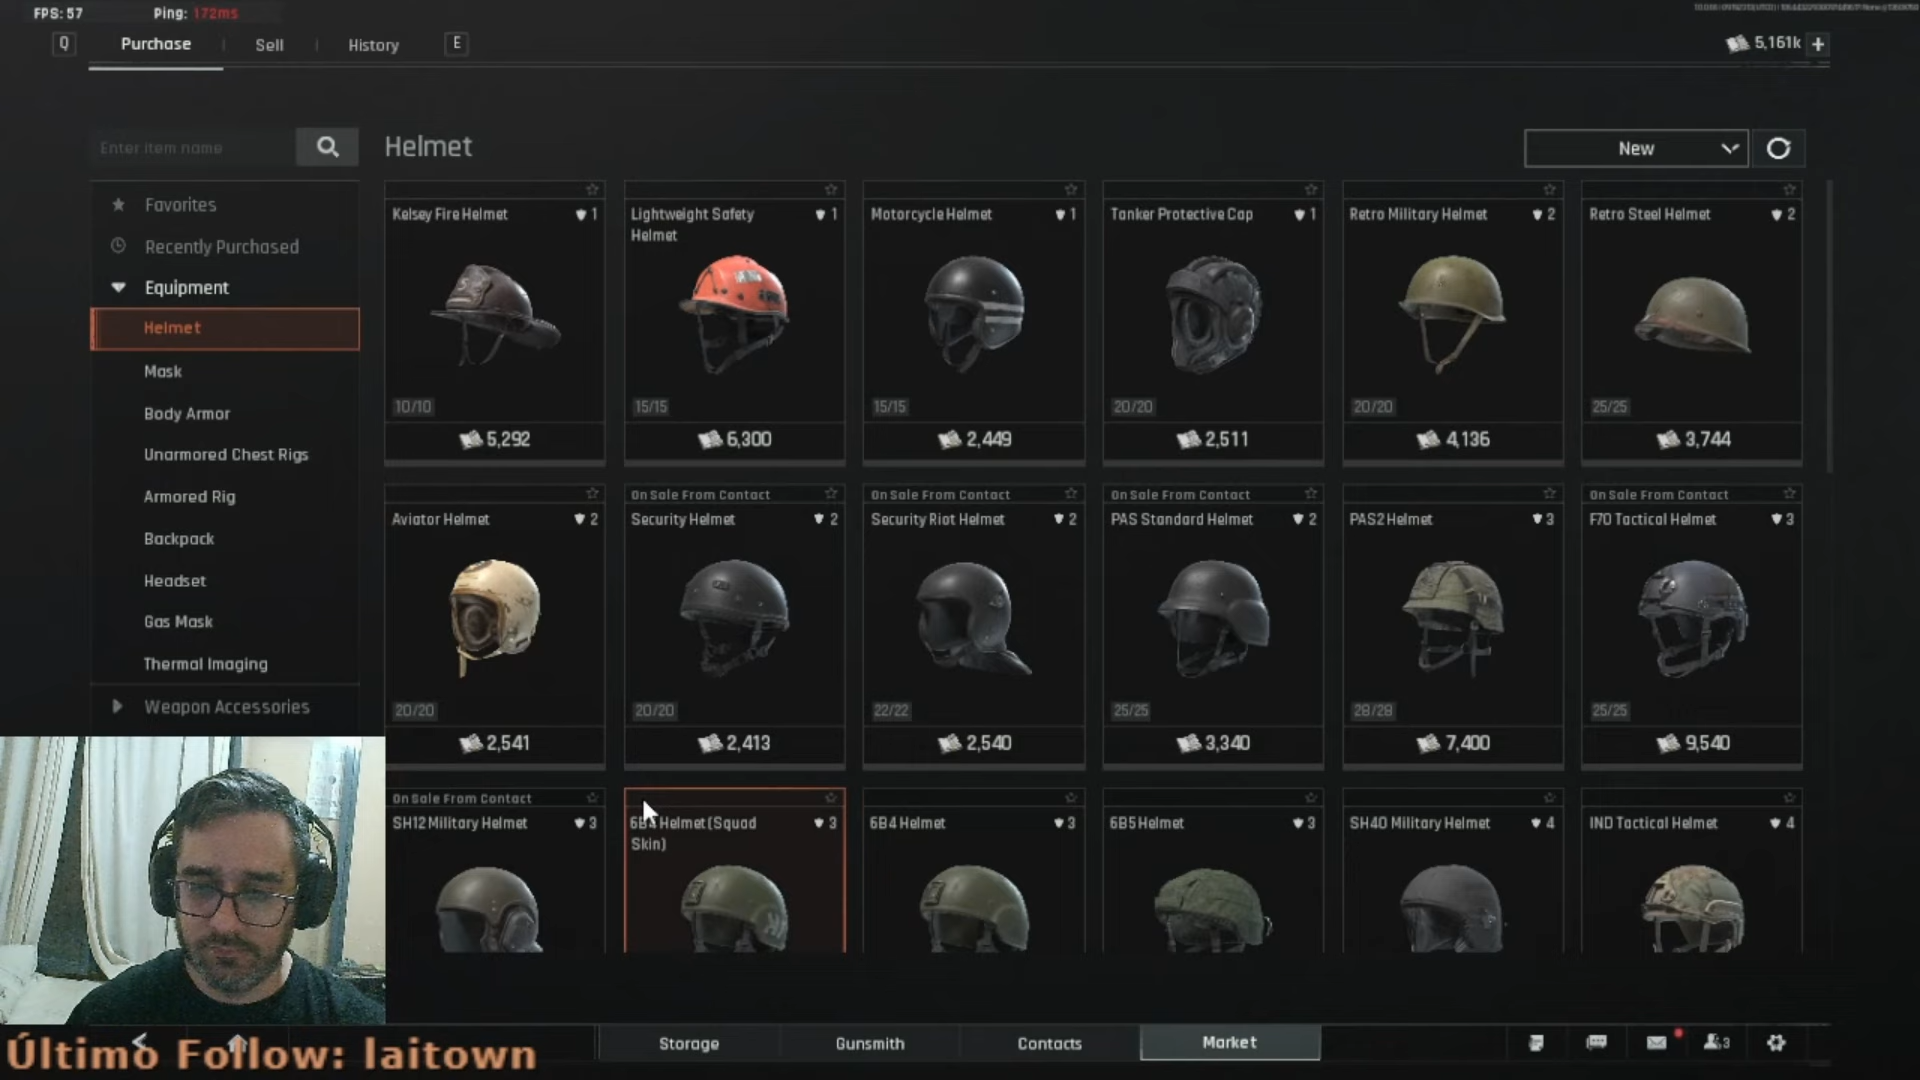 FPS: 57
Ping: 172ms
Q
Purchase
Sell
History
E
5,161k
Enter item name
Helmet
New
Favorites
Recently Purchased
Equipment
Helmet
Mask
Body Armor
Unarmored Chest Rigs
Armored Rig
Backpack
Headset
Gas Mask
Thermal Imaging
Weapon Accessories
Kelsey Fire Helmet
1
10/10
5,292
Lightweight Safety
Helmet
1
15/15
6,300
Motorcycle Helmet
1
15/15
2,449
Tanker Protective Cap
1
20/20
2,511
Retro Military Helmet
2
20/20
4,136
Retro Steel Helmet
2
25/25
3,744
Aviator Helmet
2
20/20
2,541
On Sale From Contact
Security Helmet
2
20/20
2,413
On Sale From Contact
Security Riot Helmet
2
22/22
2,540
On Sale From Contact
PAS Standard Helmet
2
25/25
3,340
PAS2 Helmet
3
28/28
7,400
On Sale From Contact
F70 Tactical Helmet
3
25/25
9,540
On Sale From Contact
SH12 Military Helmet
3
6B4 Helmet (Squad
Skin)
3
6B4 Helmet
3
6B5 Helmet
3
SH40 Military Helmet
4
IND Tactical Helmet
4
Último Follow: laitown
Storage
Gunsmith
Contacts
Market
3